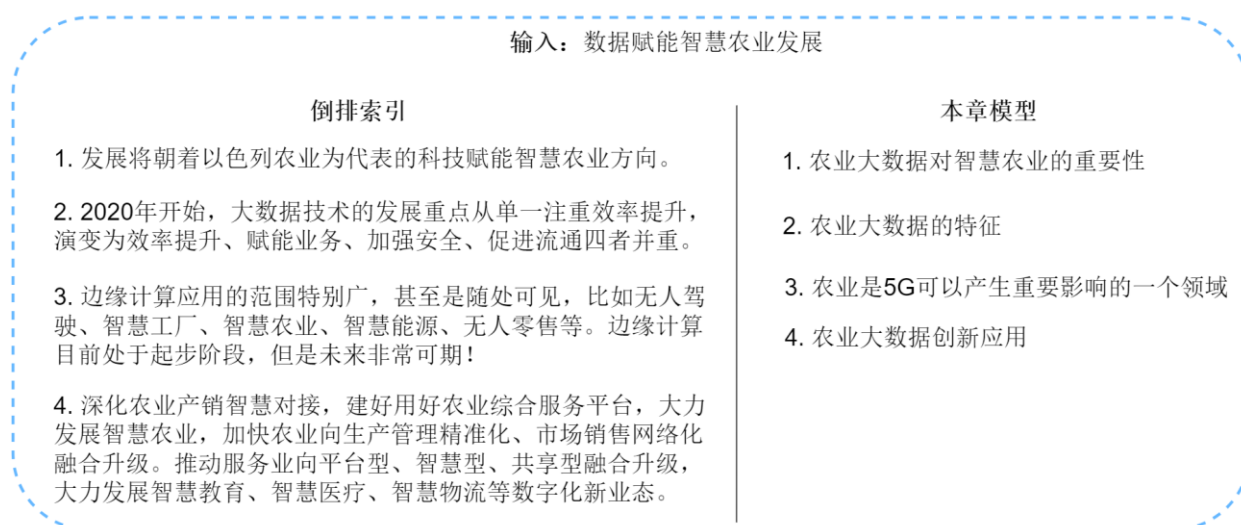 输入：数据赋能智慧农业发展
倒排索引
1. 发展将朝着以色列农业为代表的科技赋能智慧农业方向。
2. 2020年开始，大数据技术的发展重点从单一注重效率提升，
演变为效率提升、赋能业务、加强安全、促进流通四者并重。
3. 边缘计算应用的范围特别广，甚至是随处可见，比如无人驾
驶、智慧工厂、智慧农业、智慧能源、无人零售等。边缘计算
目前处于起步阶段，但是未来非常可期！
4. 深化农业产销智慧对接，建好用好农业综合服务平台，大力
发展智慧农业，加快农业向生产管理精准化、市场销售网络化
融合升级。推动服务业向平台型、智慧型、共享型融合升级，
大力发展智慧教育、智慧医疗、智慧物流等数字化新业态。
本章模型
1. 农业大数据对智慧农业的重要性
2. 农业大数据的特征
3. 农业是5G可以产生重要影响的一个领域
4. 农业大数据创新应用